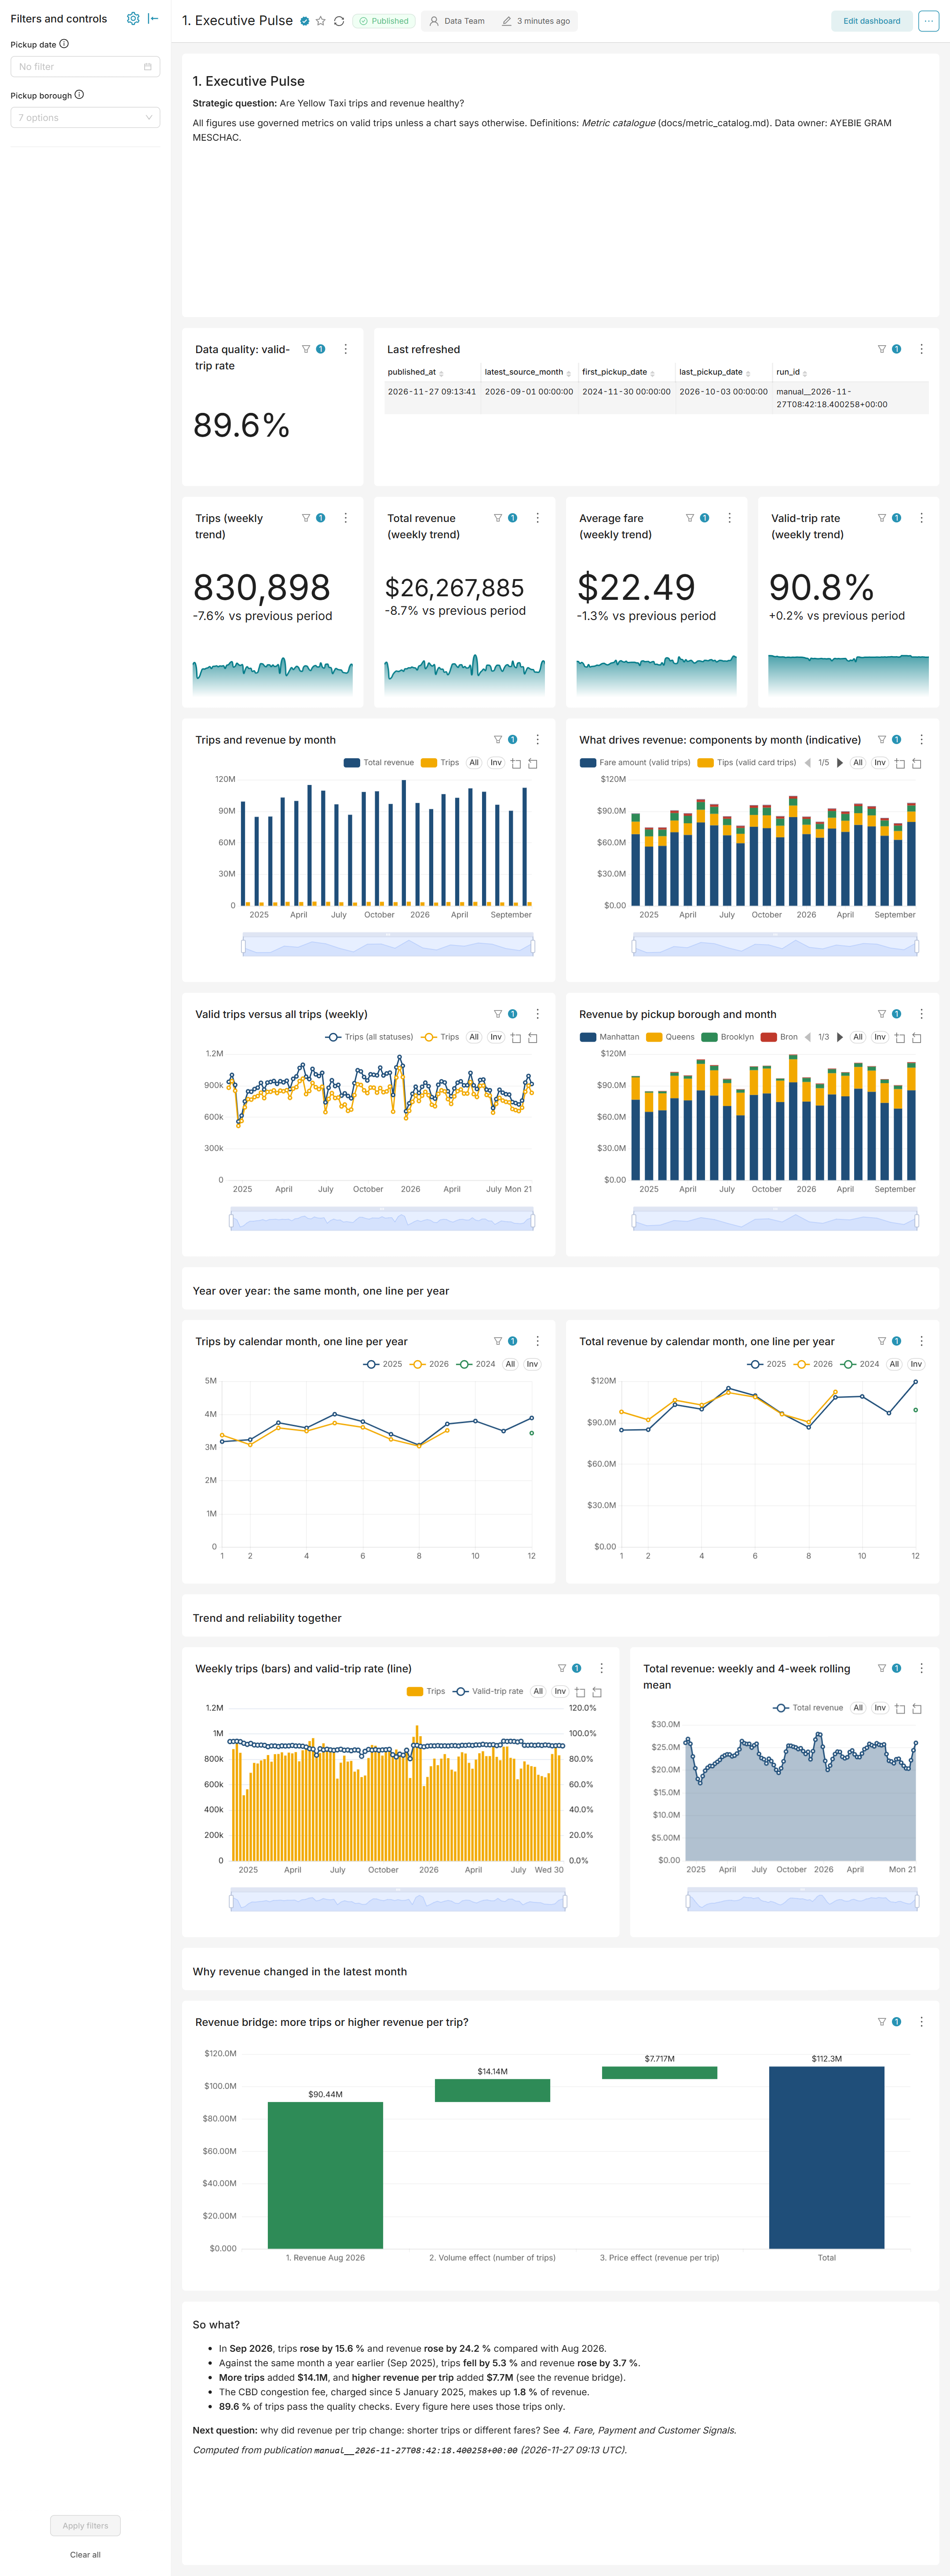 Filters and controls
Pickup date
No filter
Pickup borough
7 options
Apply filters
Clear all
1. Executive Pulse
Published
Data Team
3 minutes ago
Edit dashboard
1. Executive Pulse
Strategic question: Are Yellow Taxi trips and revenue healthy?
All figures use governed metrics on valid trips unless a chart says otherwise. Definitions: Metric catalogue (docs/metric_catalog.md). Data owner: AYEBIE GRAM
MESCHAC.
Data quality: valid-
trip rate
1
89.6%
Last refreshed
1
published_at latest_source_month first_pickup_date last_pickup_date run_id
2026-11-27 09:13:41 2026-09-01 00:00:00 2024-11-30 00:00:00 2026-10-03 00:00:00 manual__2026-11-
27T08:42:18.400258+00:00
Trips (weekly
trend)
1
830,898
-7.6% vs previous period
Total revenue
(weekly trend)
1
$26,267,885
-8.7% vs previous period
Average fare
(weekly trend)
1
$22.49
-1.3% vs previous period
Valid-trip rate
(weekly trend)
1
90.8%
+0.2% vs previous period
Trips and revenue by month
1
Total revenue Trips All Inv
120M
90M
60M
30M
0
2025 April July October 2026 April September
What drives revenue: components by month (indicative)
1
Fare amount (valid trips) Tips (valid card trips) 1/5 All Inv
$120M
$90.0M
$60.0M
$30.0M
$0.00
2025 April July October 2026 April September
Valid trips versus all trips (weekly)
1
Trips (all statuses) Trips All Inv
1.2M
900k
600k
300k
0
2025 April July October 2026 April July Mon 21
Revenue by pickup borough and month
1
Manhattan Queens Brooklyn Bron 1/3 All Inv
$120M
$90.0M
$60.0M
$30.0M
$0.00
2025 April July October 2026 April September
Year over year: the same month, one line per year
Trips by calendar month, one line per year
1
2025 2026 2024 All Inv
5M
4M
3M
2M
1M
0
1 2 4 6 8 10 12
Total revenue by calendar month, one line per year
1
2025 2026 2024 All Inv
$120M
$90.0M
$60.0M
$30.0M
$0.00
1 2 4 6 8 10 12
Trend and reliability together
Weekly trips (bars) and valid-trip rate (line)
1
Trips Valid-trip rate All Inv
1.2M 120.0%
1M 100.0%
800k 80.0%
600k 60.0%
400k 40.0%
200k 20.0%
0 0.0%
2025 April July October 2026 April July Wed 30
Total revenue: weekly and 4-week rolling
mean
1
Total revenue All Inv
$30.0M
$25.0M
$20.0M
$15.0M
$10.0M
$5.00M
$0.00
2025 April July October 2026 April Mon 21
Why revenue changed in the latest month
Revenue bridge: more trips or higher revenue per trip?
1
$120.0M
$100.0M
$80.00M
$60.00M
$40.00M
$20.00M
$0.000
$90.44M
$14.14M
$7.717M
$112.3M
1. Revenue Aug 2026 2. Volume effect (number of trips) 3. Price effect (revenue per trip) Total
So what?
• In Sep 2026, trips rose by 15.6 % and revenue rose by 24.2 % compared with Aug 2026.
• Against the same month a year earlier (Sep 2025), trips fell by 5.3 % and revenue rose by 3.7 %.
• More trips added $14.1M, and higher revenue per trip added $7.7M (see the revenue bridge).
• The CBD congestion fee, charged since 5 January 2025, makes up 1.8 % of revenue.
• 89.6 % of trips pass the quality checks. Every figure here uses those trips only.
Next question: why did revenue per trip change: shorter trips or different fares? See 4. Fare, Payment and Customer Signals.
Computed from publication manual__2026-11-27T08:42:18.400258+00:00 (2026-11-27 09:13 UTC).